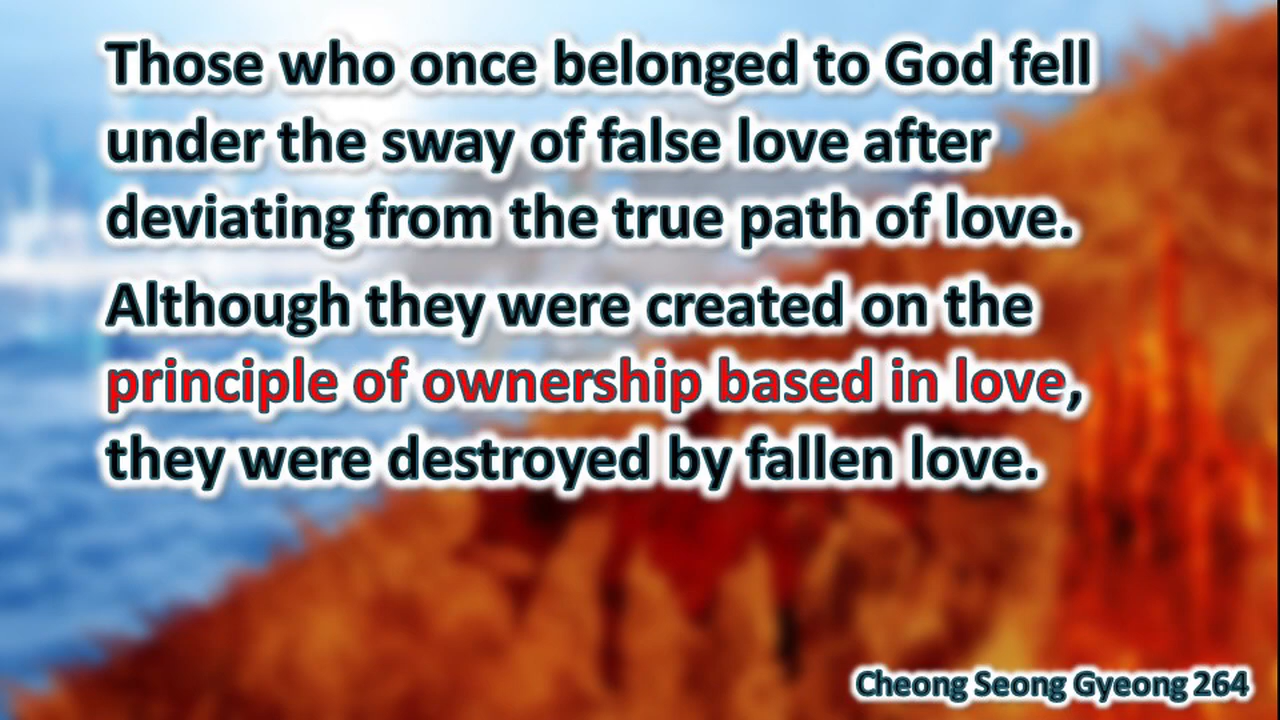 Those who once belonged to God fell
under the sway of false love after
deviating from the true path of love.
Although they were created on the
principle of ownership based in love,
they were destroyed by fallen love.
Cheong Seong Gyeong 264